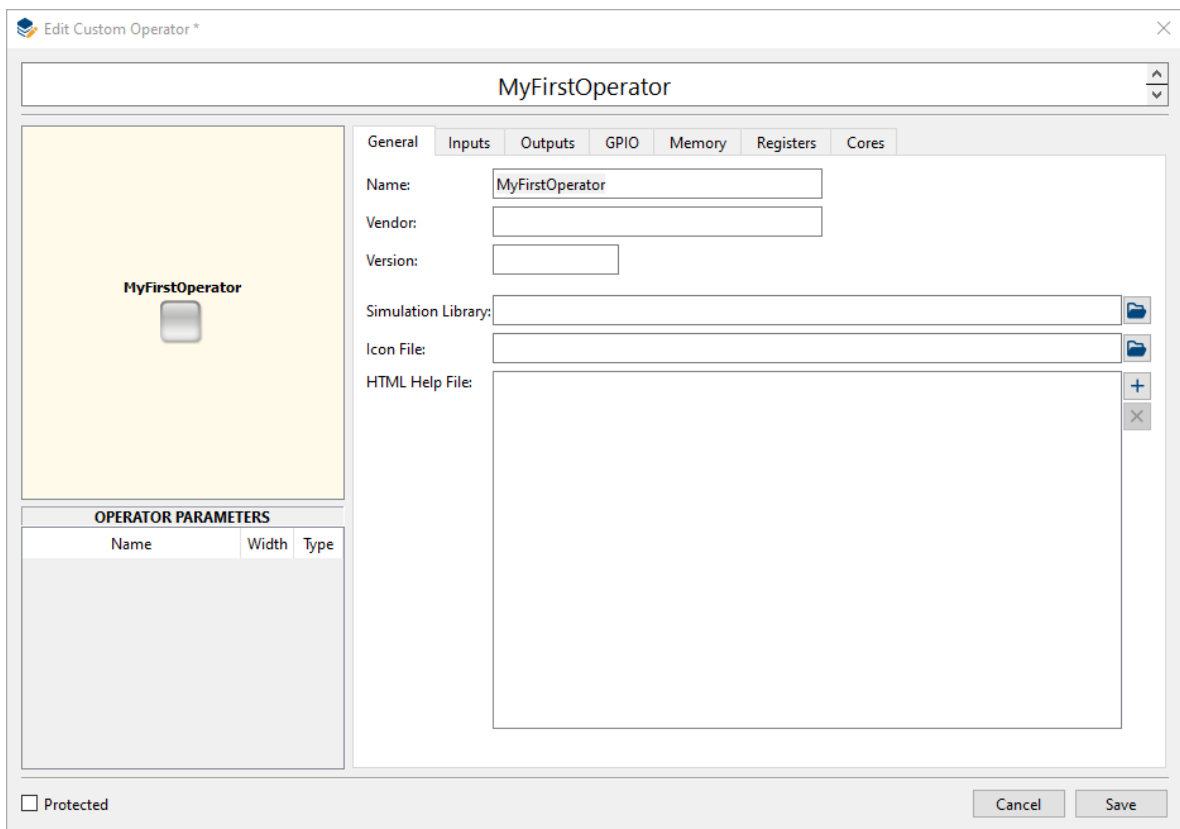 Edit Custom Operator *
MyFirstOperator
MyFirstOperator
OPERATOR PARAMETERS
Name Width Type
General Inputs Outputs GPIO Memory Registers Cores
Name: MyFirstOperator
Vendor:
Version:
Simulation Library:
Icon File:
HTML Help File:
Protected
Cancel Save